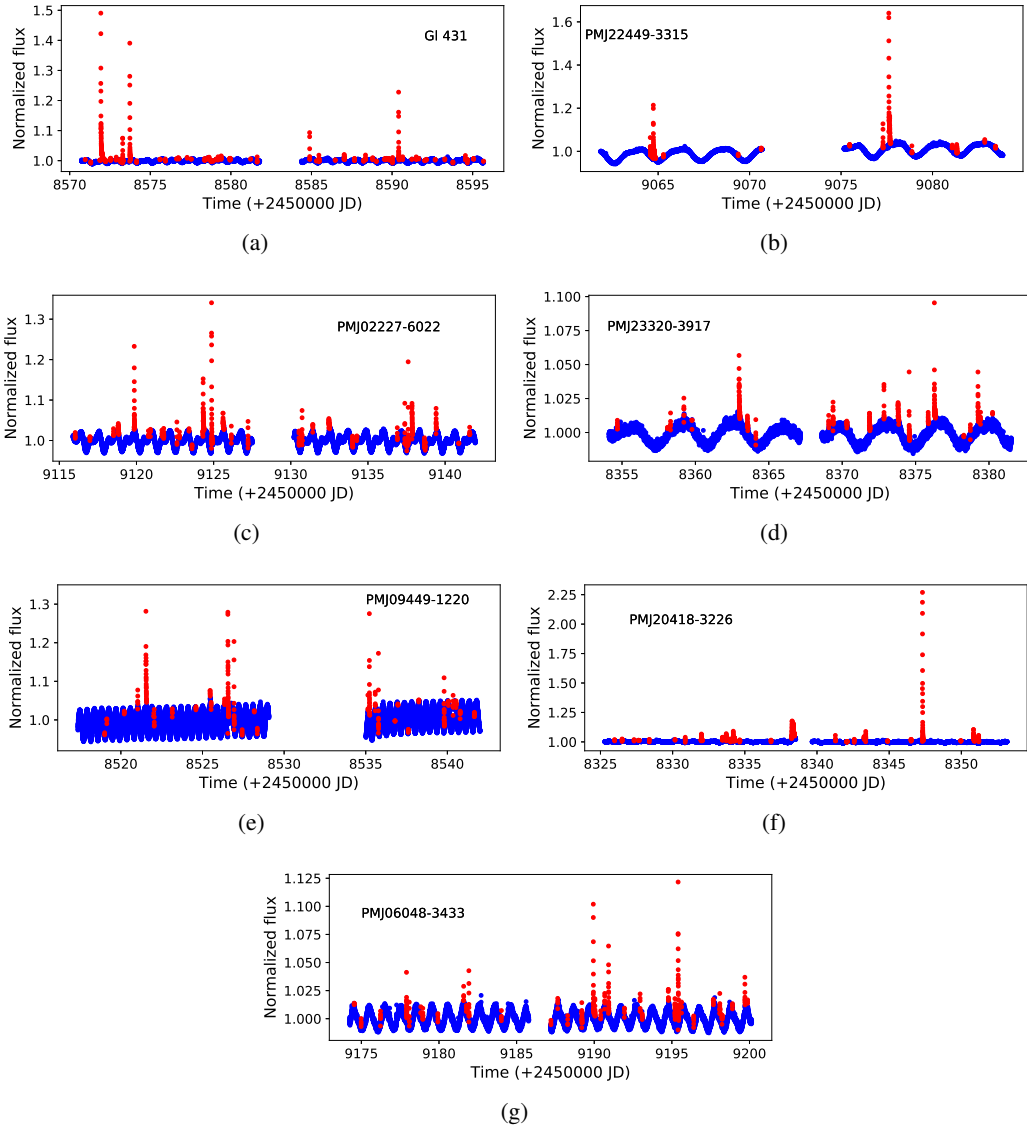 Gl 431
Normalized flux
1.5
1.4
1.3
1.2
1.1
1.0
8570 8575 8580 8585 8590 8595
Time (+2450000 JD)
(a)
PMJ22449-3315
Normalized flux
1.6
1.4
1.2
1.0
9065 9070 9075 9080
Time (+2450000 JD)
(b)
PMJ02227-6022
Normalized flux
1.3
1.2
1.1
1.0
9115 9120 9125 9130 9135 9140
Time (+2450000 JD)
(c)
PMJ23320-3917
Normalized flux
1.100
1.075
1.050
1.025
1.000
8355 8360 8365 8370 8375 8380
Time (+2450000 JD)
(d)
PMJ09449-1220
Normalized flux
1.3
1.2
1.1
1.0
8520 8525 8530 8535 8540
Time (+2450000 JD)
(e)
PMJ20418-3226
Normalized flux
2.25
2.00
1.75
1.50
1.25
1.00
8325 8330 8335 8340 8345 8350
Time (+2450000 JD)
(f)
PMJ06048-3433
Normalized flux
1.125
1.100
1.075
1.050
1.025
1.000
9175 9180 9185 9190 9195 9200
Time (+2450000 JD)
(g)